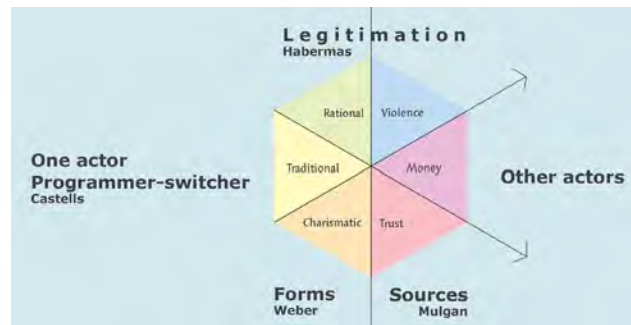 Legitimation
Habermas
Rational
Violence
One actor
Programmer-switcher
Castells
Traditional
Money
Other actors
Charismatic
Trust
Forms
Weber
Sources
Mulgan